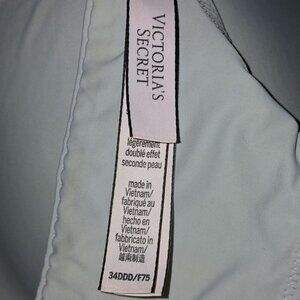 VICTORIA'S
SECRET
légèrement
doublé effet
seconde peau
made in
Vietnam/
fabriqué au
Vietnam/
hecho en
Vietnam/
fabbricato in
Vietnam/
越南制造
34DDD/F75